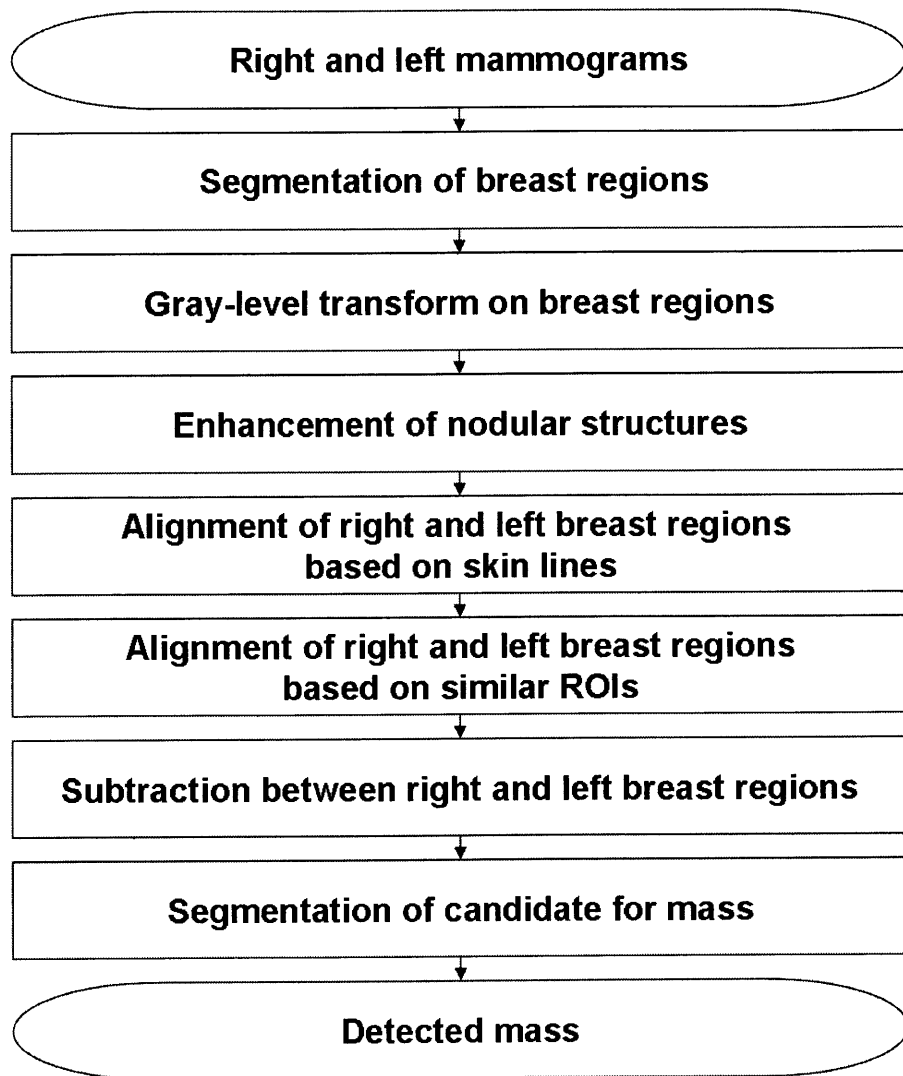 Right and left mammograms
Segmentation of breast regions
Gray-level transform on breast regions
Enhancement of nodular structures
Alignment of right and left breast regions
based on skin lines
Alignment of right and left breast regions
based on similar ROIs
Subtraction between right and left breast regions
Segmentation of candidate for mass
Detected mass